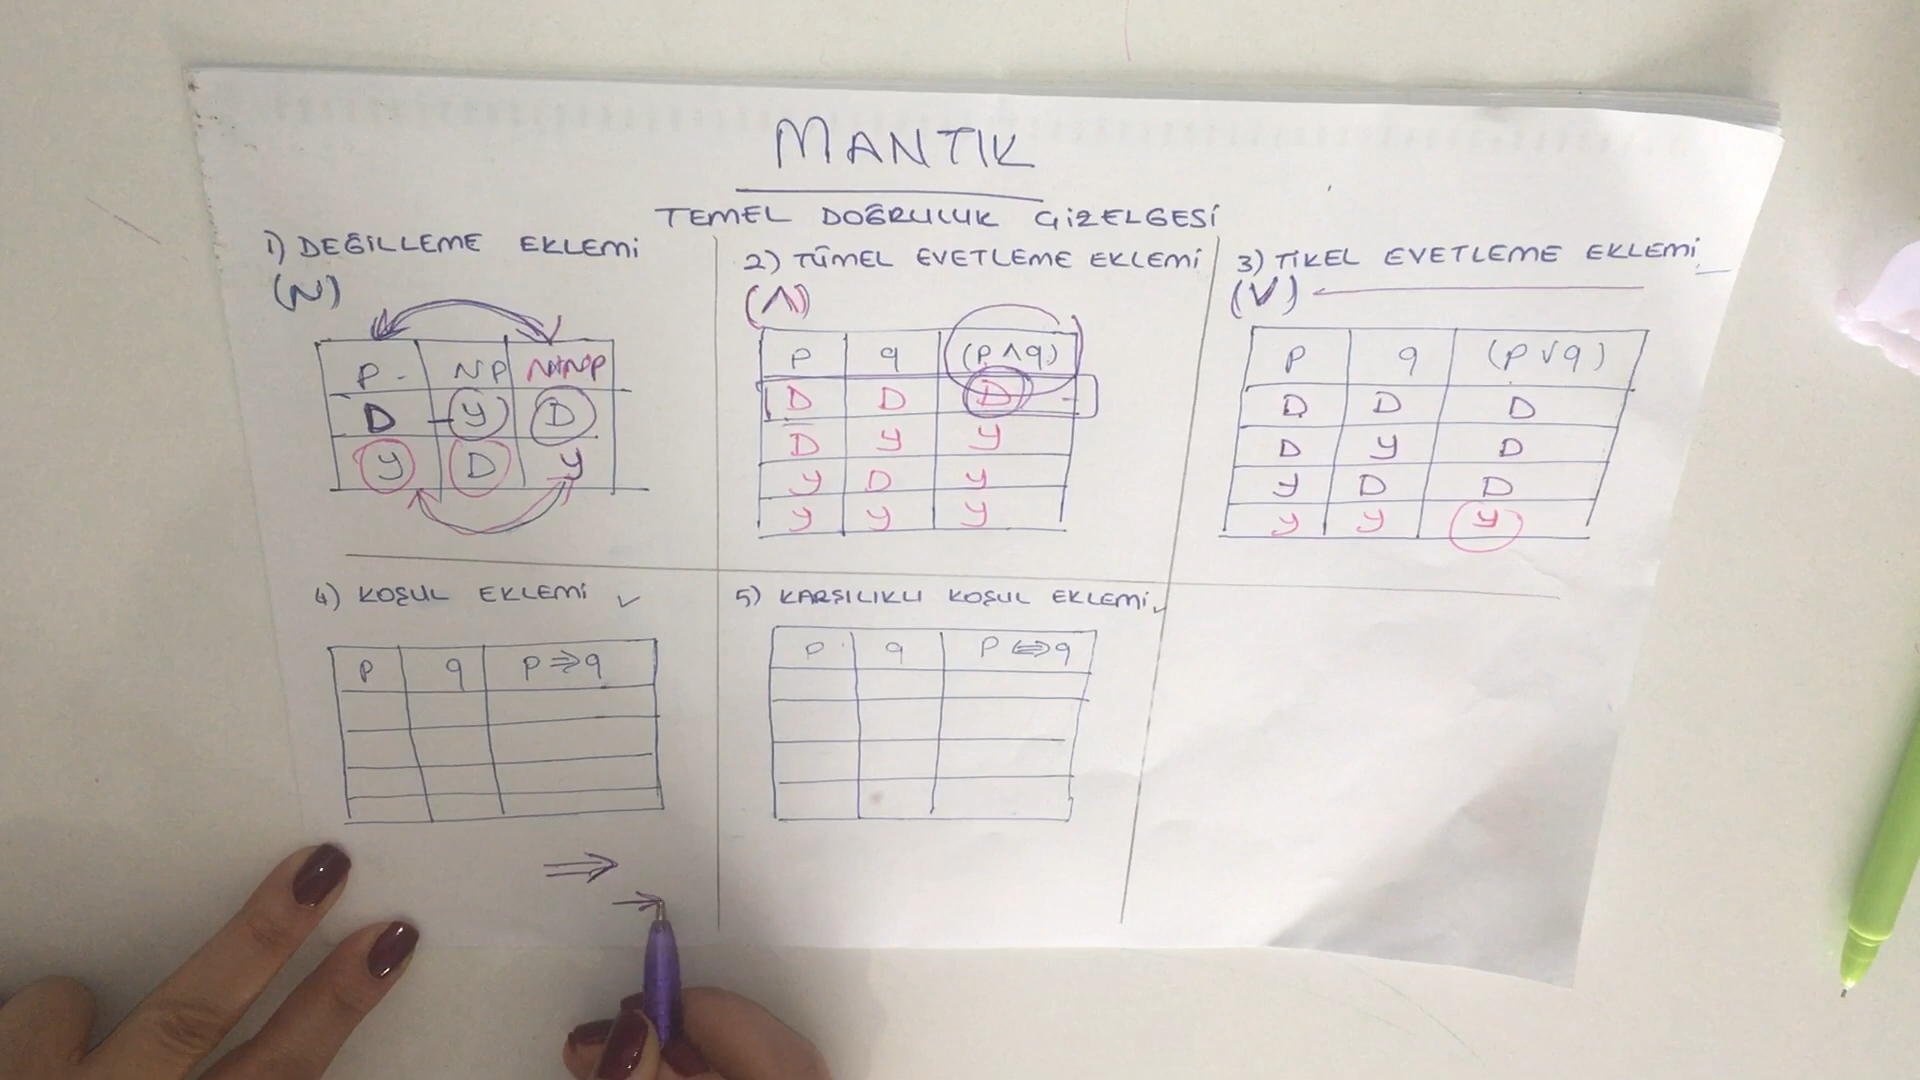 MANTIK
TEMEL DOĞRULUK ÇİZELGESİ
1) DEĞİLLEME EKLEMİ
(N)
P NP NNP
D Y D
Y D Y
2) TÜMEL EVETLEME EKLEMİ
(Λ)
P q (P Λ q)
D D D
D Y Y
Y D Y
Y Y Y
3) TİKEL EVETLEME EKLEMİ
(V)
P q (P V q)
D D D
D Y D
Y D D
Y Y Y
4) KOŞUL EKLEMİ ✓
P q P ⇒ q
⇒
→
5) KARŞILIKLI KOŞUL EKLEMİ ✓
P q P ⇔ q